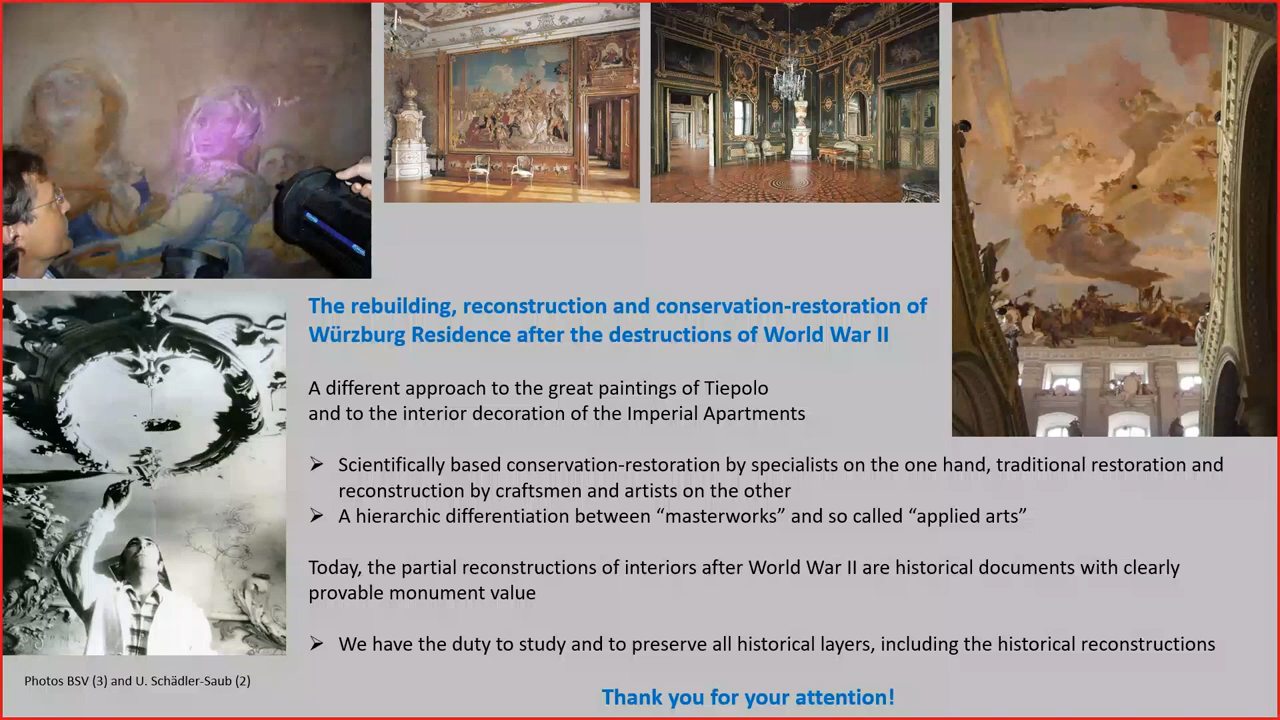 The rebuilding, reconstruction and conservation-restoration of
Würzburg Residence after the destructions of World War II
A different approach to the great paintings of Tiepolo
and to the interior decoration of the Imperial Apartments
➢ Scientifically based conservation-restoration by specialists on the one hand, traditional restoration and
reconstruction by craftsmen and artists on the other
➢ A hierarchic differentiation between “masterworks” and so called “applied arts”
Today, the partial reconstructions of interiors after World War II are historical documents with clearly
provable monument value
➢ We have the duty to study and to preserve all historical layers, including the historical reconstructions
Photos BSV (3) and U. Schädler-Saub (2)
Thank you for your attention!